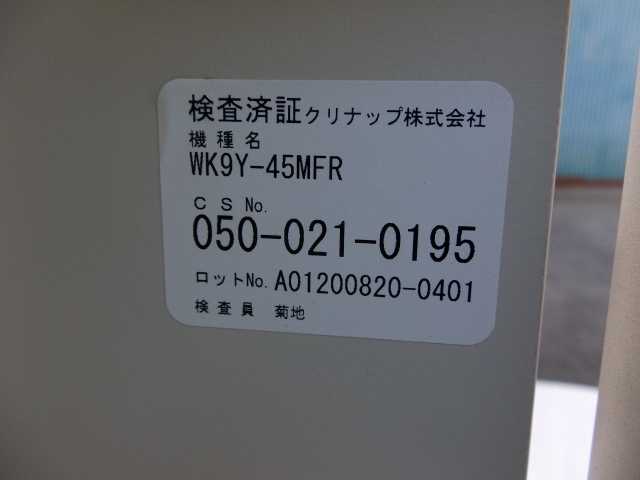 検査済証 クリナップ株式会社
機種名
WK9Y-45MFR
CS No.
050-021-0195
ロットNo. A01200820-0401
検査員 菊地